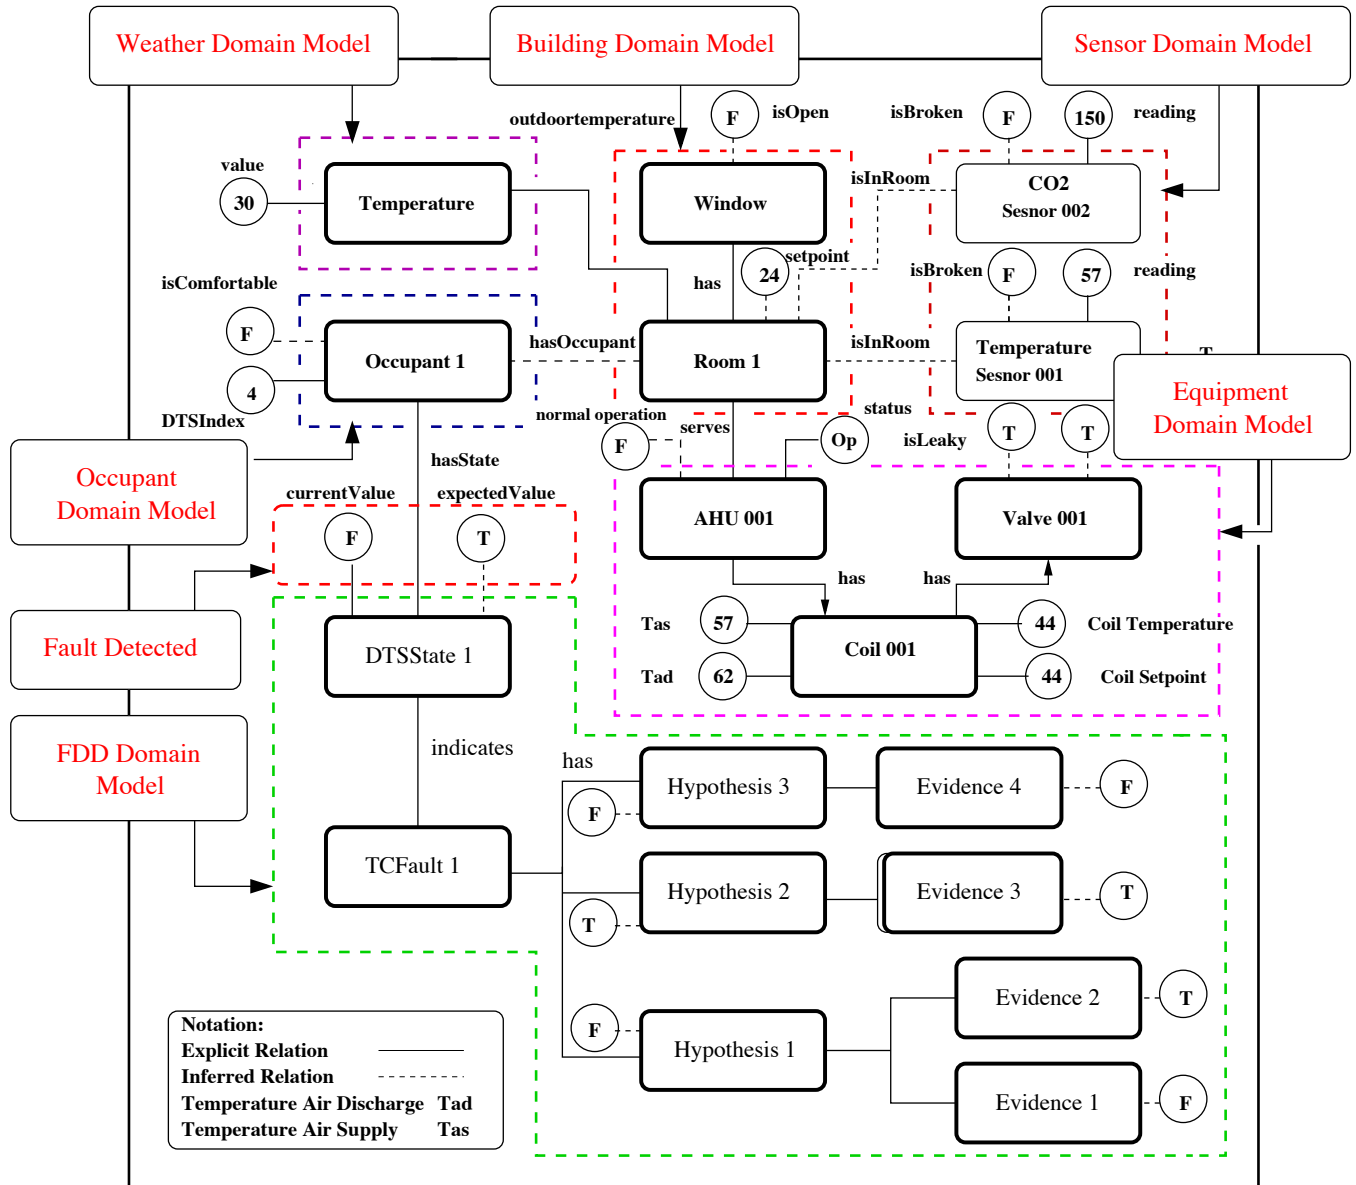 Weather Domain Model
Building Domain Model
Sensor Domain Model
outdoortemperature
F
isOpen
isBroken
F
150
reading
value
30
Temperature
Window
isInRoom
CO2
Sesnor 002
24
setpoint
has
isBroken
F
57
reading
isComfortable
F
Occupant 1
hasOccupant
Room 1
isInRoom
Temperature
Sesnor 001
T
4
DTSIndex
Equipment
Domain Model
normal operation
F
serves
status
Op
isLeaky
T
T
Occupant
Domain Model
hasState
currentValue
expectedValue
F
T
AHU 001
Valve 001
has
has
Fault Detected
DTSState 1
Tas
57
Tad
62
Coil 001
44
Coil Temperature
44
Coil Setpoint
FDD Domain
Model
indicates
has
F
Hypothesis 3
Evidence 4
F
TCFault 1
T
Hypothesis 2
Evidence 3
T
F
Hypothesis 1
Evidence 2
T
Evidence 1
F
Notation:
Explicit Relation
Inferred Relation
Temperature Air Discharge Tad
Temperature Air Supply Tas